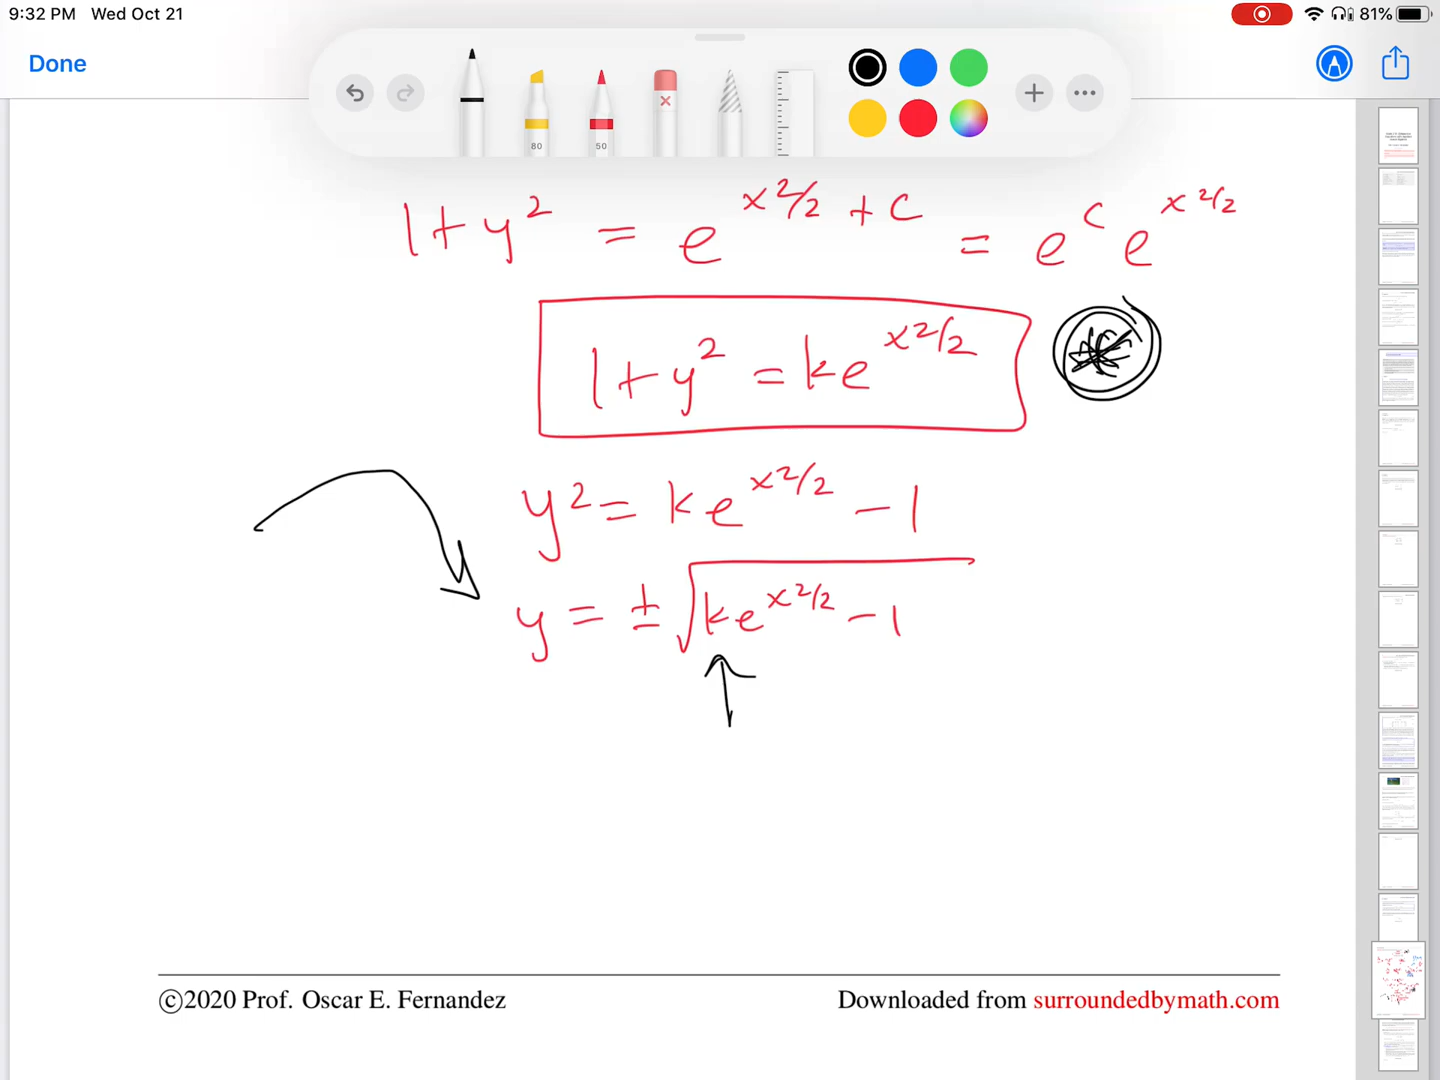 9:32 PM Wed Oct 21 81%
Done
80 50
1 + y² = e^(x²/2 + C) = e^C e^(x²/2)
1 + y² = ke^(x²/2)
y² = ke^(x²/2) − 1
y = ± √(ke^(x²/2) − 1)
©2020 Prof. Oscar E. Fernandez Downloaded from surroundedbymath.com